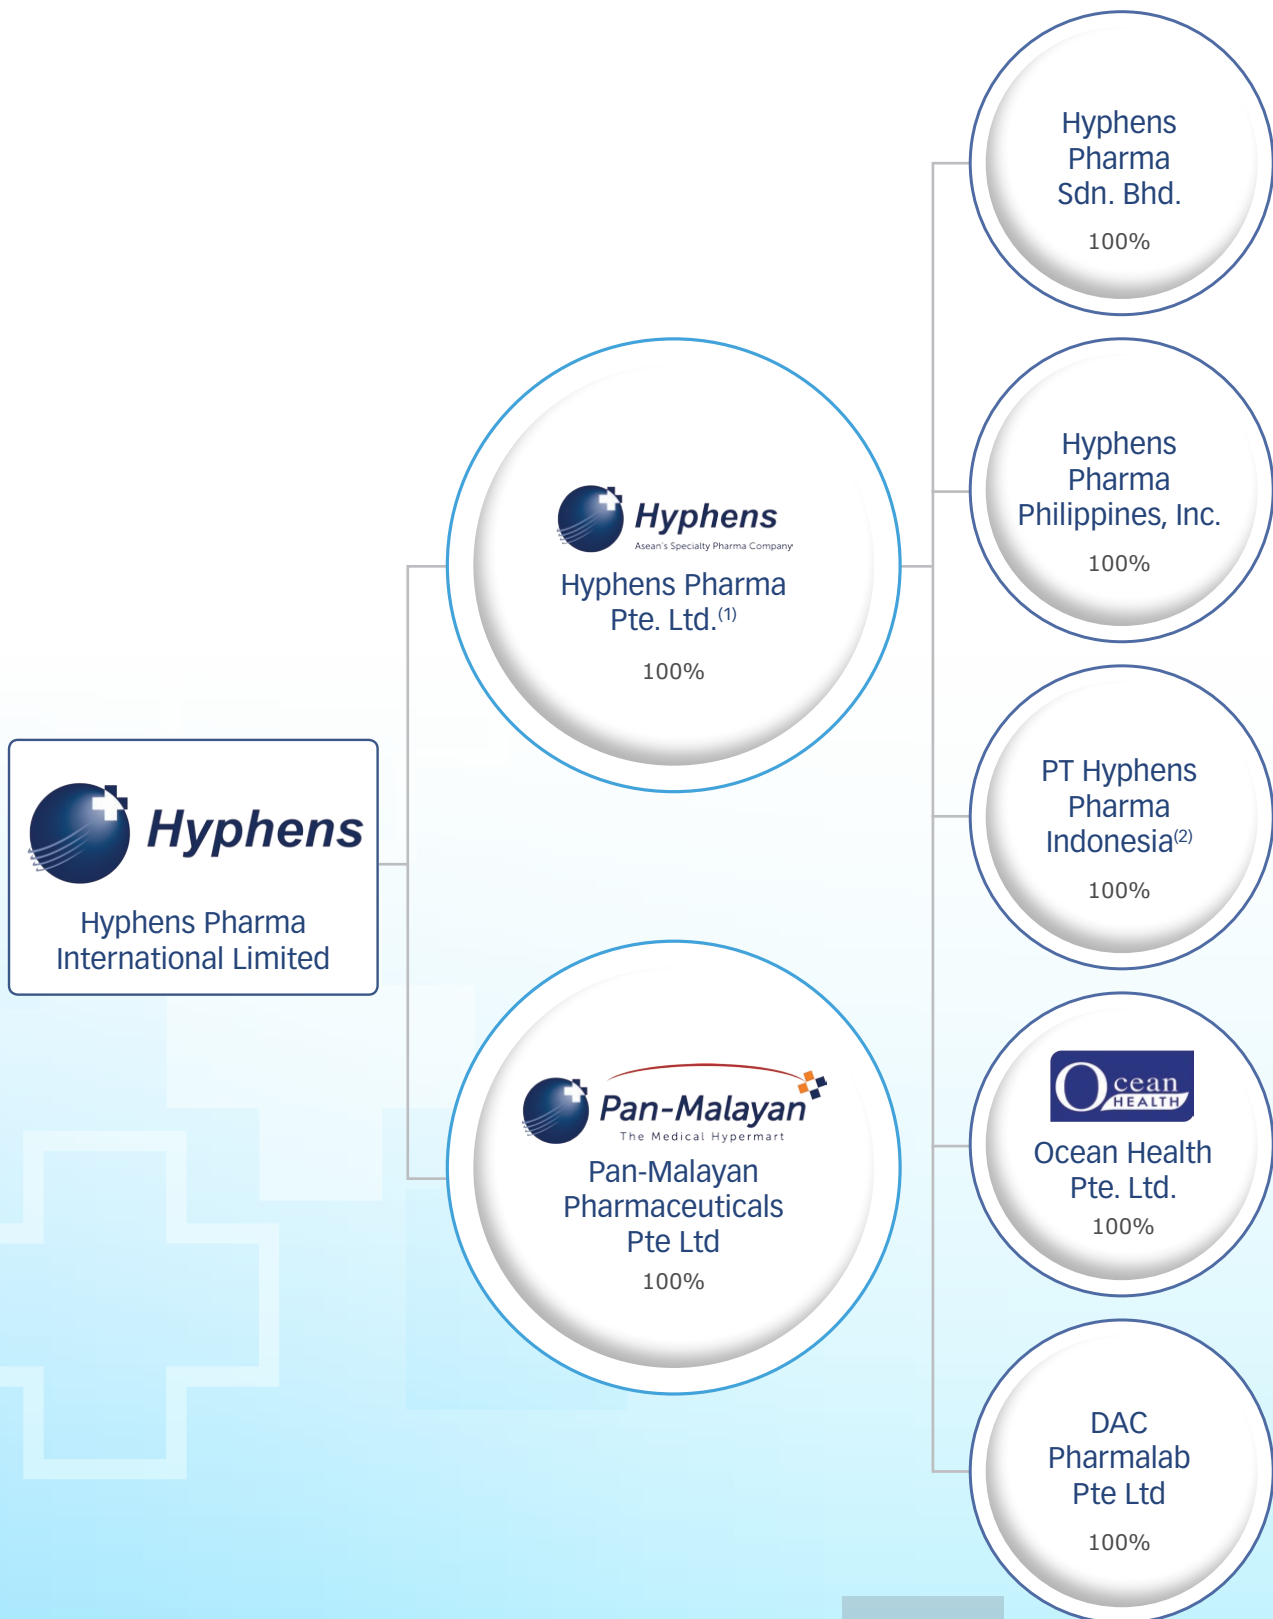 Hyphens
Hyphens Pharma
International Limited
Hyphens
Asean's Specialty Pharma Company
Hyphens Pharma
Pte. Ltd.(1)
100%
Pan-Malayan
The Medical Hypermart
Pan-Malayan
Pharmaceuticals
Pte Ltd
100%
Hyphens
Pharma
Sdn. Bhd.
100%
Hyphens
Pharma
Philippines, Inc.
100%
PT Hyphens
Pharma
Indonesia(2)
100%
Ocean
HEALTH
Ocean Health
Pte. Ltd.
100%
DAC
Pharmalab
Pte Ltd
100%